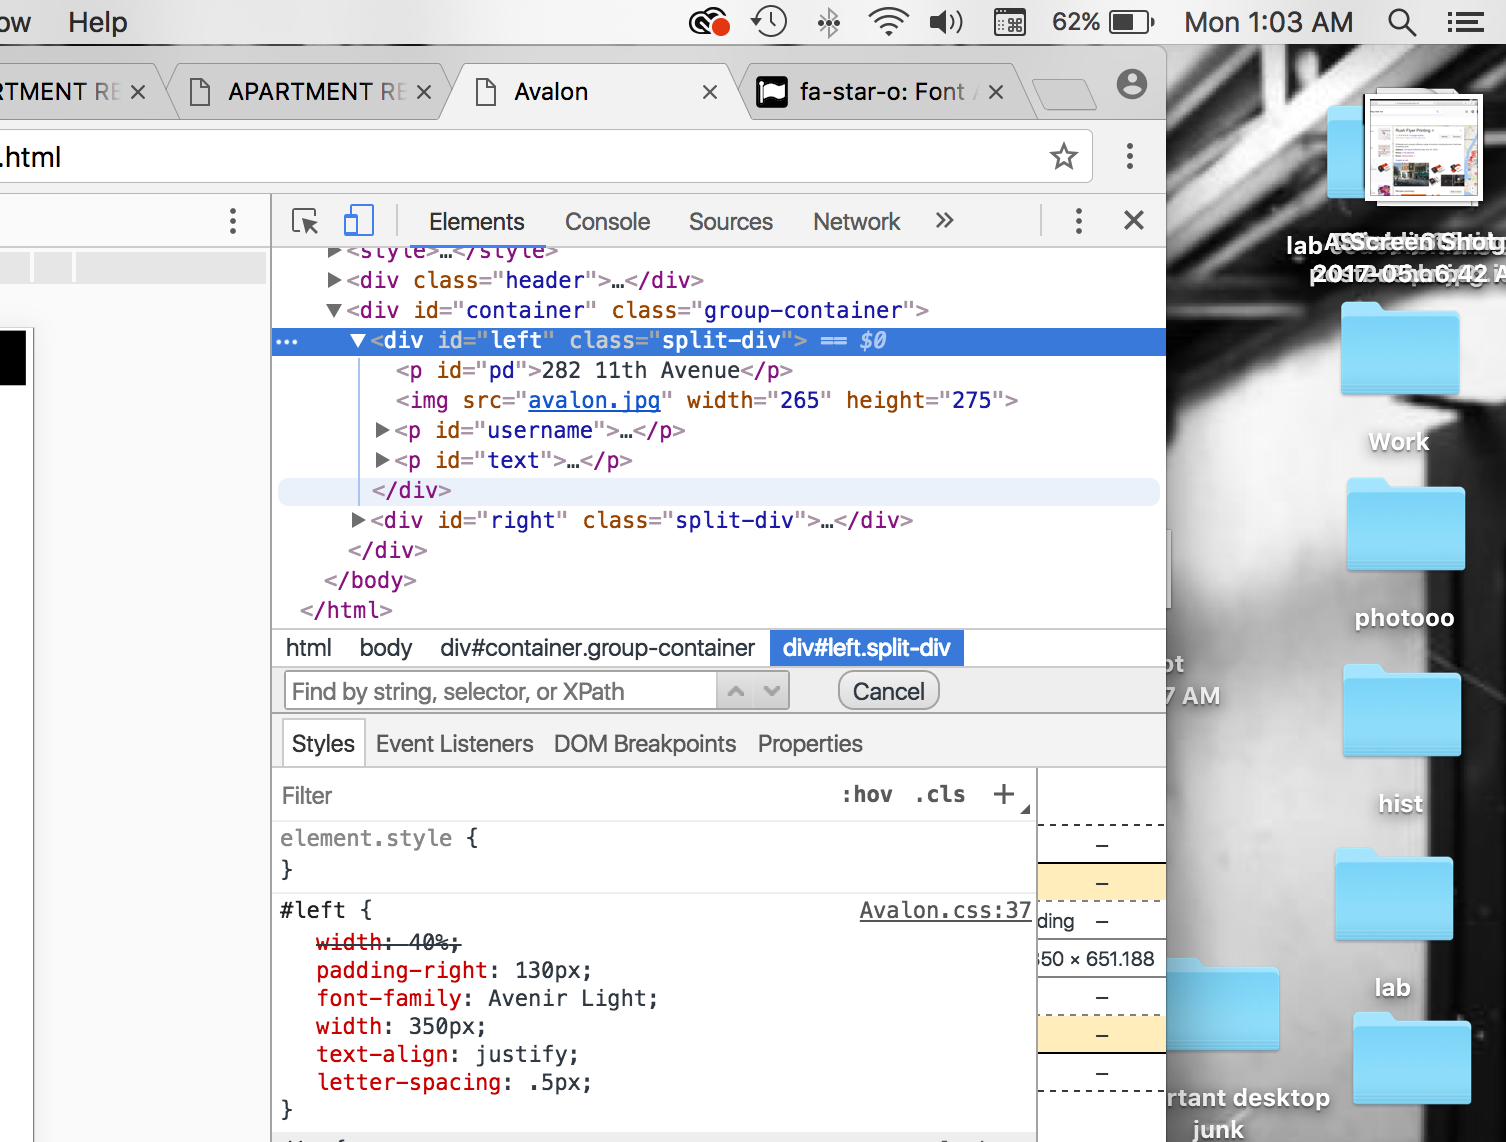 ow Help 62% Mon 1:03 AM
RTMENT RE APARTMENT RE Avalon fa-star-o: Font A
.html
Elements Console Sources Network
<style>…</style>
<div class="header">…</div>
<div id="container" class="group-container">
<div id="left" class="split-div"> == $0
<p id="pd">282 11th Avenue</p>
<img src="avalon.jpg" width="265" height="275">
<p id="username">…</p>
<p id="text">…</p>
</div>
<div id="right" class="split-div">…</div>
</div>
</body>
</html>
html body div#container.group-container div#left.split-div
Find by string, selector, or XPath Cancel
Styles Event Listeners DOM Breakpoints Properties
Filter :hov .cls +
element.style {
}
#left { Avalon.css:37
width: 40%;
padding-right: 130px;
font-family: Avenir Light;
width: 350px;
text-align: justify;
letter-spacing: .5px;
}
–
–
ding –
350 × 651.188
–
–
–
lab Screen Shot
2017-05
Work
photooo
pt
7 AM
hist
lab
rtant desktop
junk